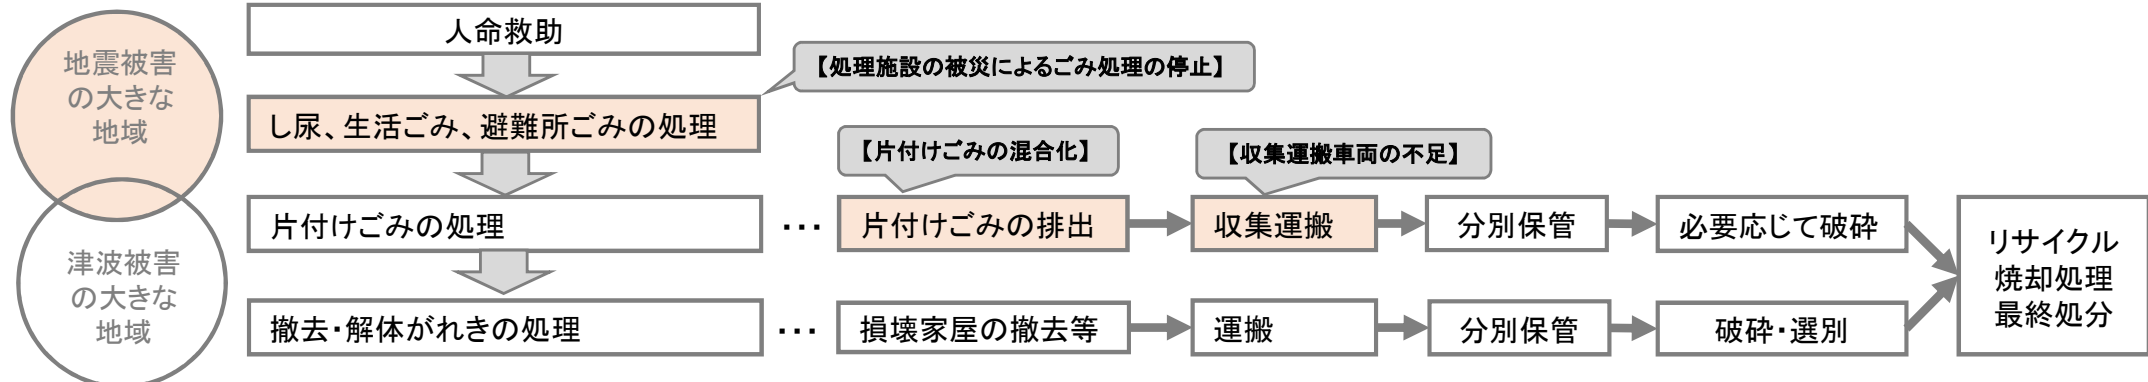 地震被害
の大きな
地域
津波被害
の大きな
地域
人命救助
【処理施設の被災によるごみ処理の停止】
し尿、生活ごみ、避難所ごみの処理
【片付けごみの混合化】
【収集運搬車両の不足】
片付けごみの処理
･･･
片付けごみの排出
収集運搬
分別保管
必要応じて破砕
撤去・解体がれきの処理
･･･
損壊家屋の撤去等
運搬
分別保管
破砕・選別
リサイクル
焼却処理
最終処分